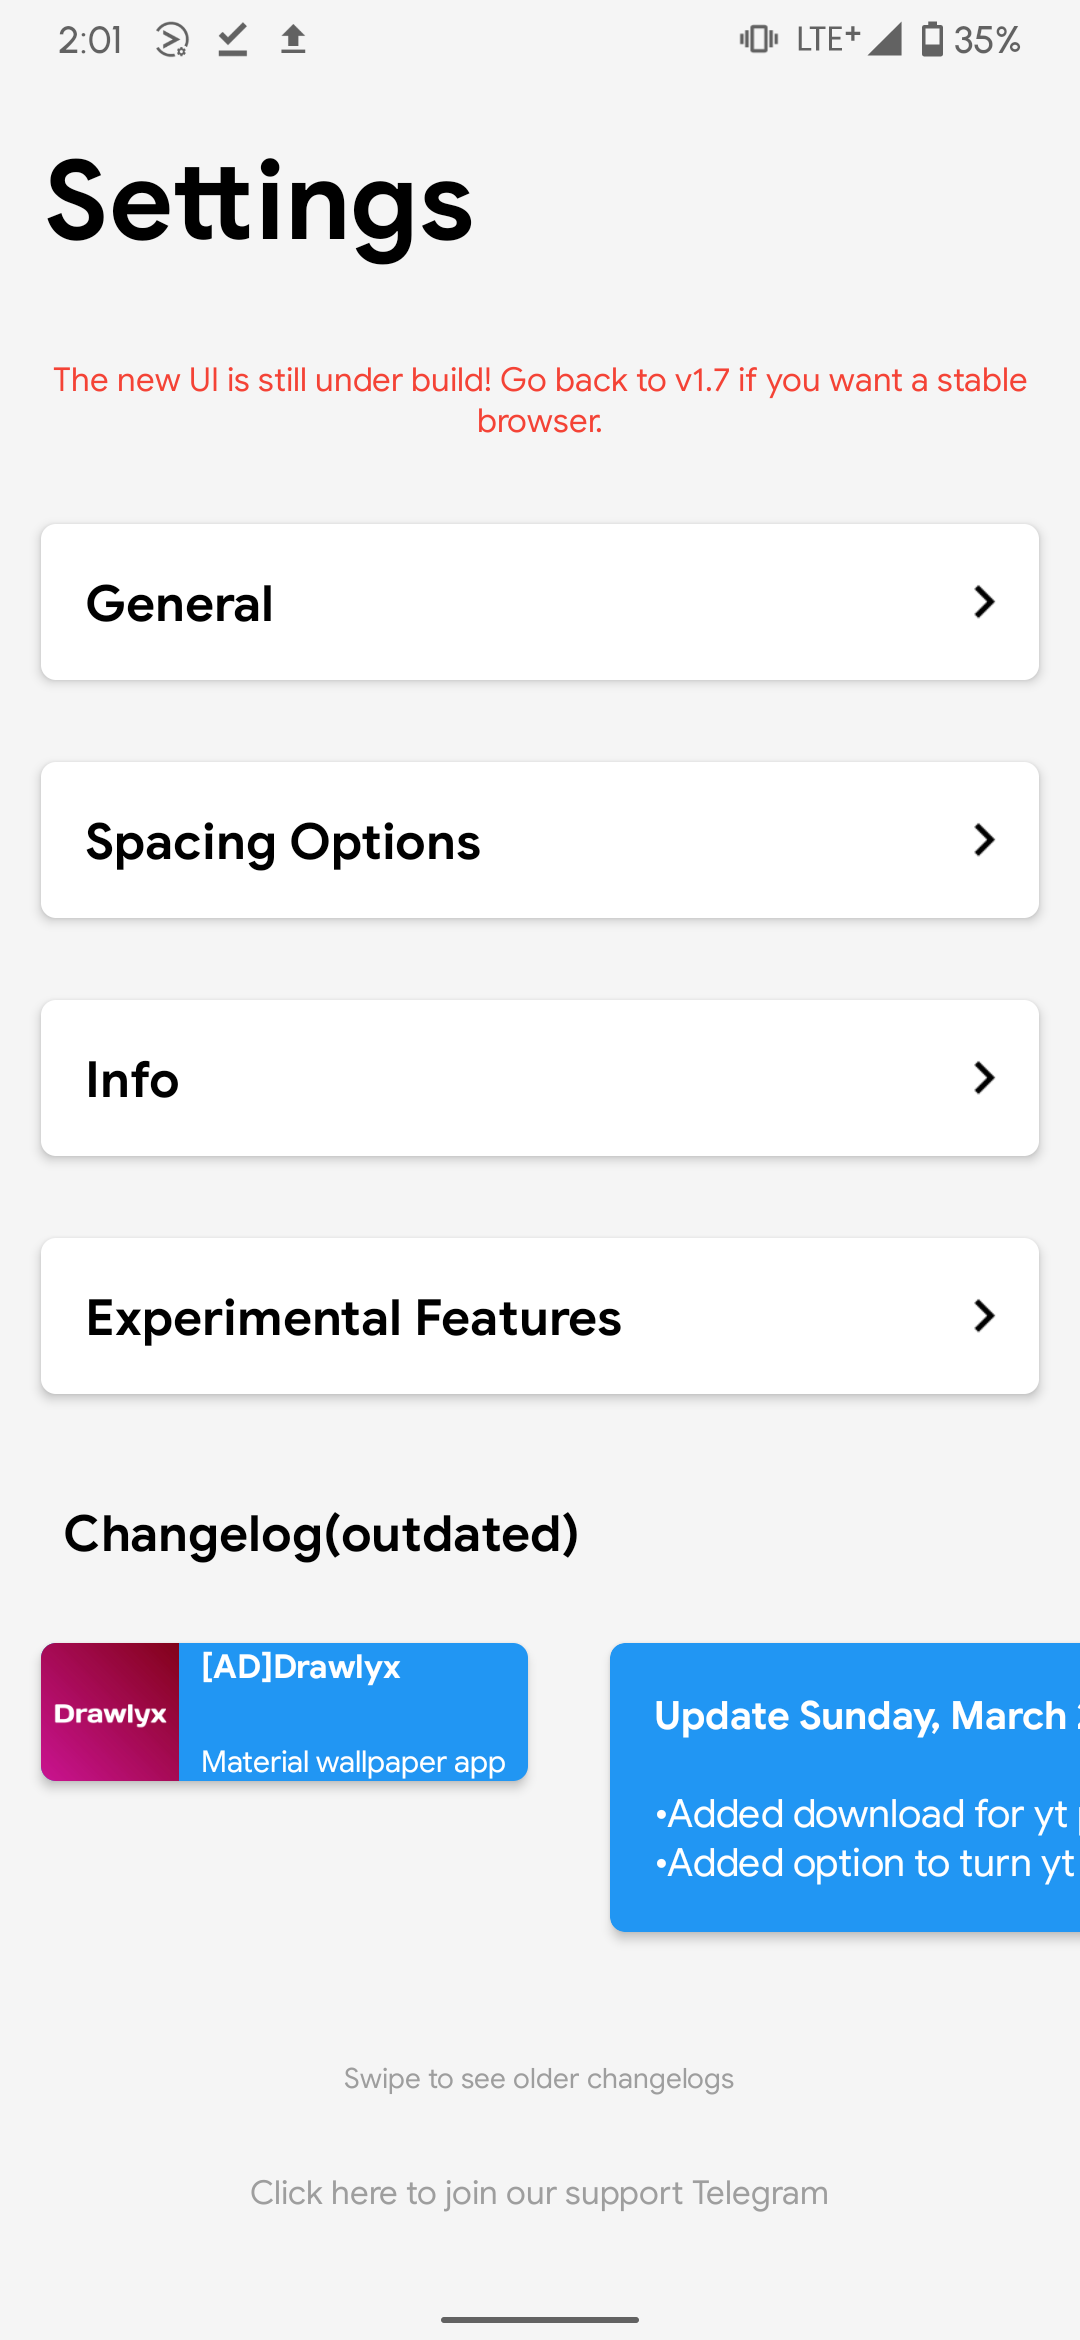 2:01 LTE+ 35%
Settings
The new UI is still under build! Go back to v1.7 if you want a stable
browser.
General
Spacing Options
Info
Experimental Features
Changelog(outdated)
Drawlyx
[AD]Drawlyx
Material wallpaper app
Update Sunday, March
•Added download for yt
•Added option to turn yt
Swipe to see older changelogs
Click here to join our support Telegram